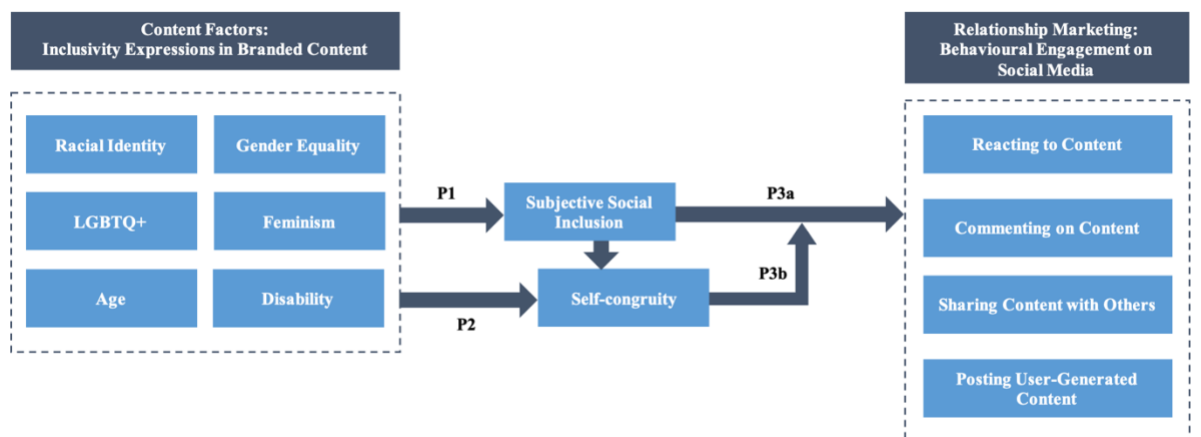 Content Factors:
Inclusivity Expressions in Branded Content
Racial Identity
Gender Equality
LGBTQ+
Feminism
Age
Disability
P1
P2
Subjective Social
Inclusion
Self-congruity
P3a
P3b
Relationship Marketing:
Behavioural Engagement on
Social Media
Reacting to Content
Commenting on Content
Sharing Content with Others
Posting User-Generated
Content